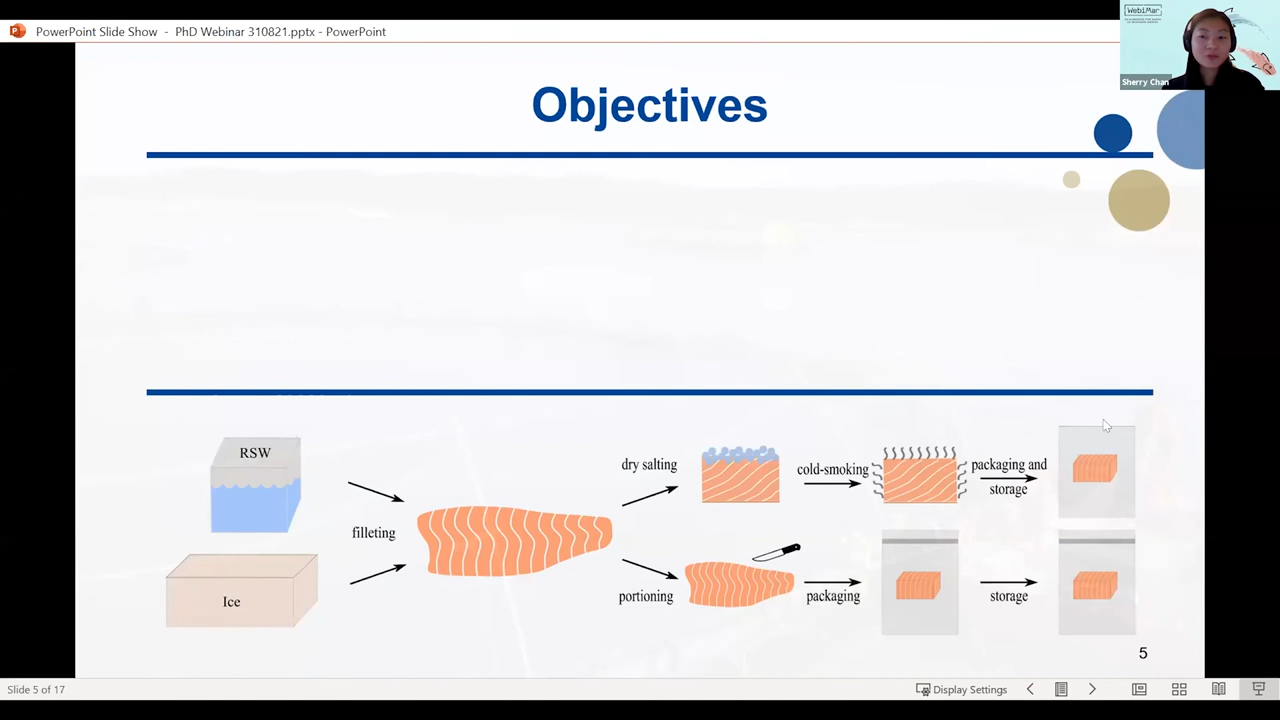 WebiMar
PowerPoint Slide Show - PhD Webinar 310821.pptx - PowerPoint
Sherry Chan
Objectives
RSW
Ice
filleting
dry salting
cold-smoking
packaging and
storage
portioning
packaging
storage
5
Slide 5 of 17
Display Settings